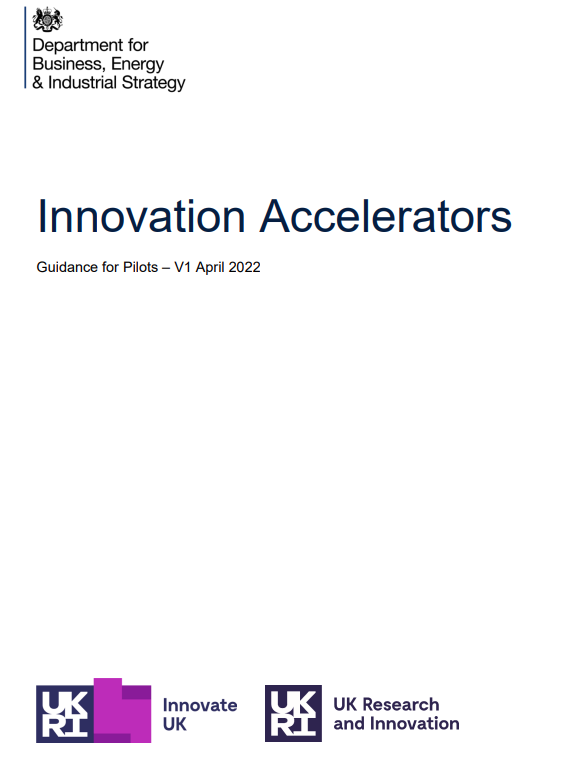 Department for
Business, Energy
& Industrial Strategy
Innovation Accelerators
Guidance for Pilots – V1 April 2022
UK
RI
Innovate
UK
UK
RI
UK Research
and Innovation